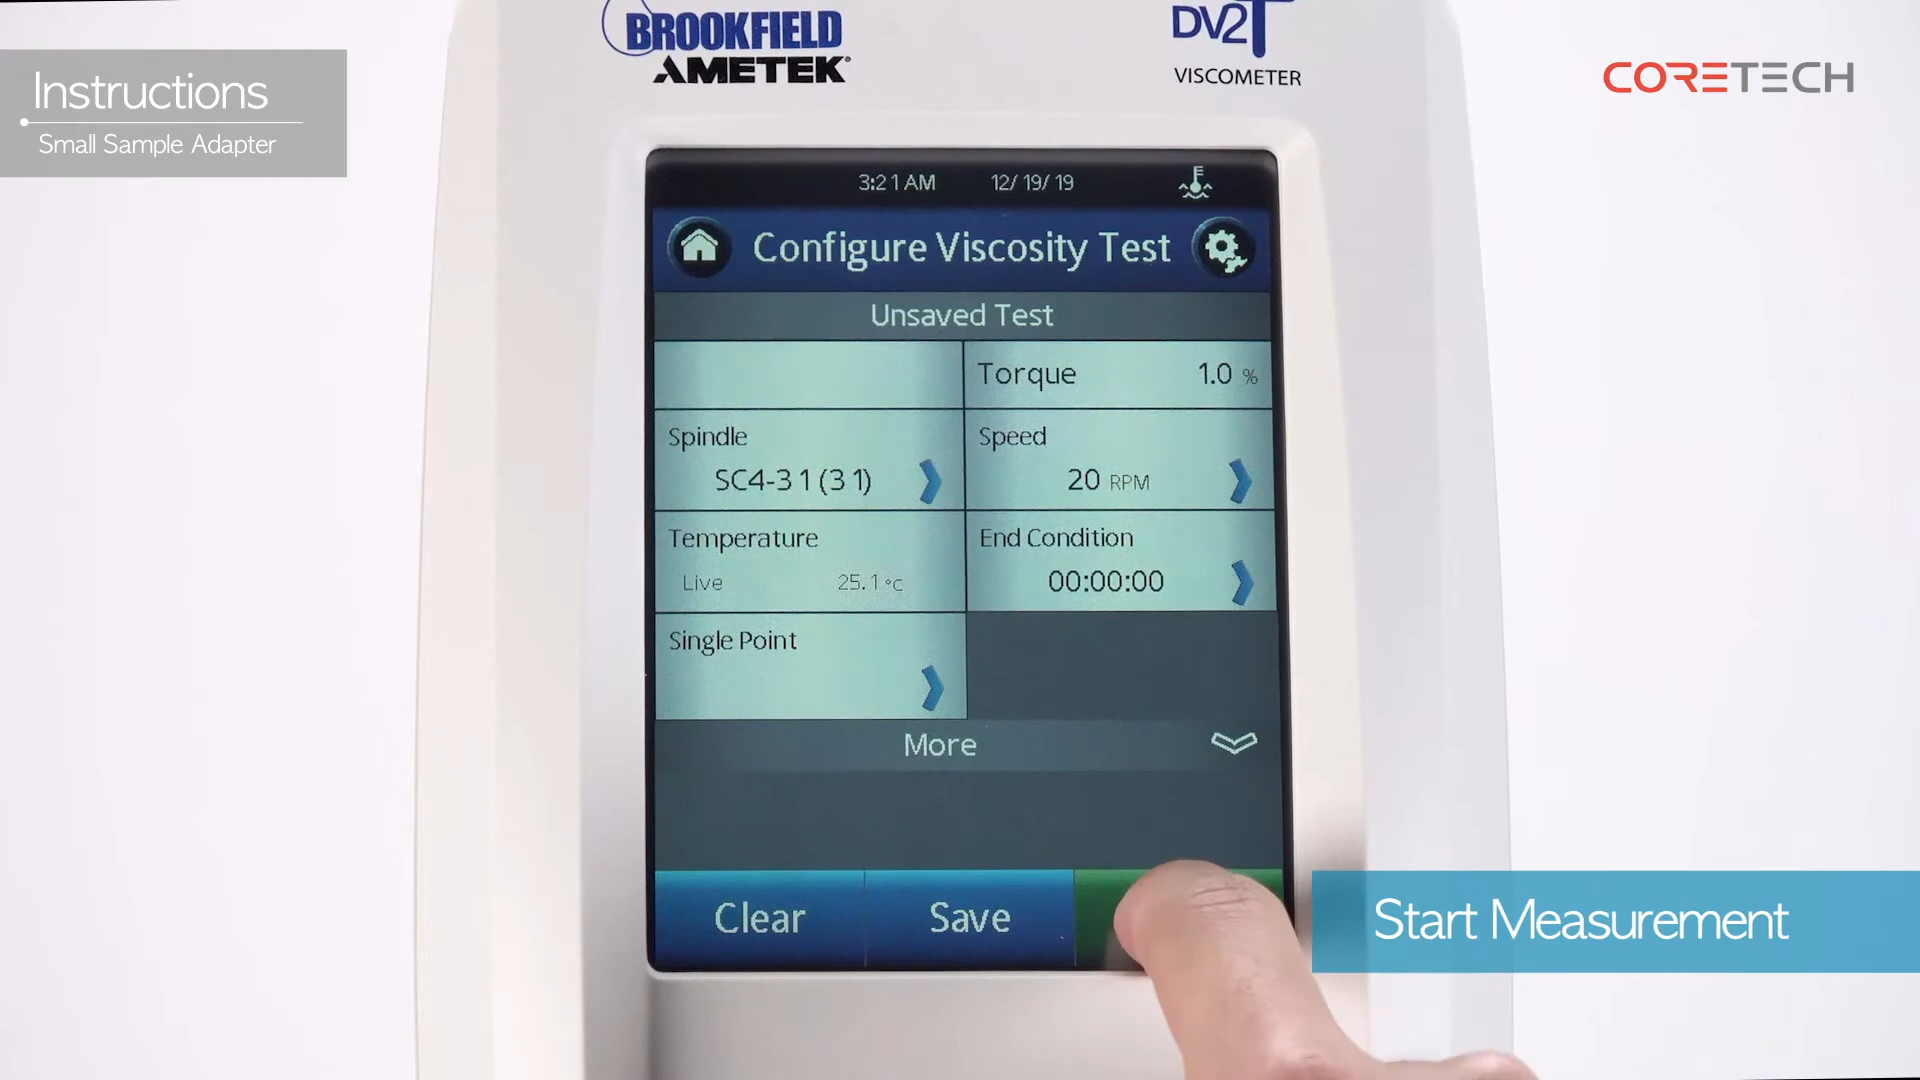 BROOKFIELD
AMETEK
DV2T
VISCOMETER
Instructions
Small Sample Adapter
CORETECH
3:21 AM 12/19/19
Configure Viscosity Test
Unsaved Test
Torque 1.0 %
Spindle
SC4-31(31)
Speed
20 RPM
Temperature
Live 25.1 °C
End Condition
00:00:00
Single Point
More
Clear
Save
Start Measurement